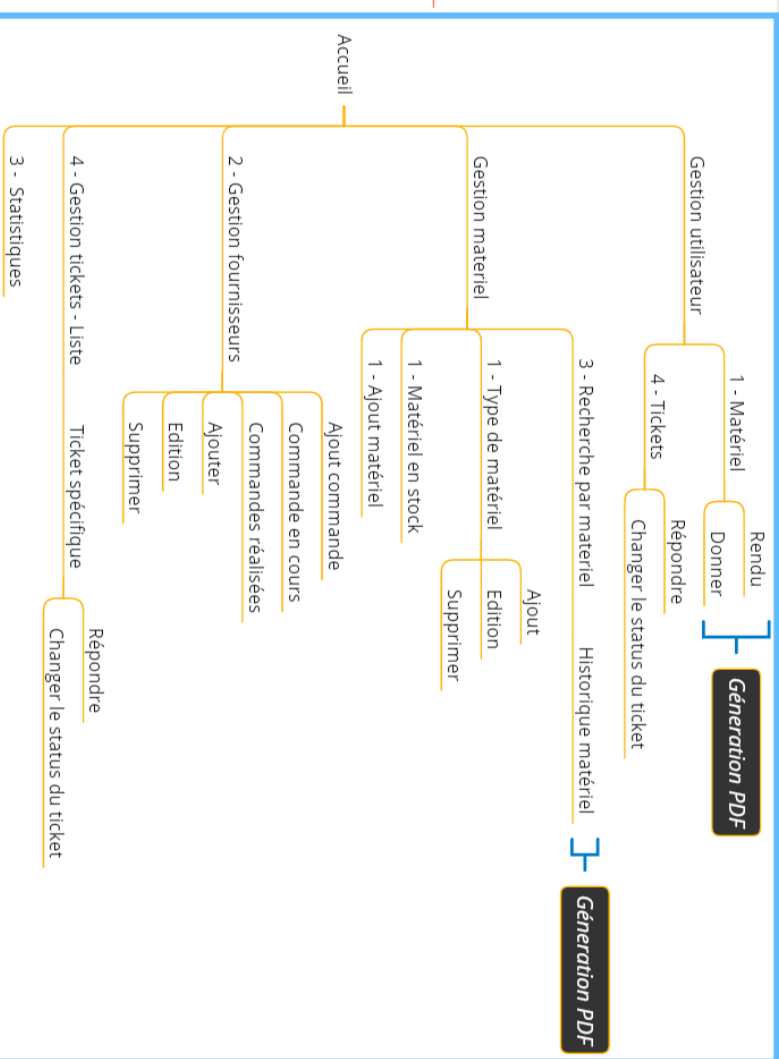 Accueil
Gestion utilisateur
1 - Matériel
Rendu
Donner
Géneration PDF
4 - Tickets
Répondre
Changer le status du ticket
Gestion materiel
3 - Recherche par materiel
Historique matériel
Géneration PDF
1 - Type de matériel
Ajout
Edition
Supprimer
1 - Matériel en stock
1 - Ajout matériel
2 - Gestion fournisseurs
Ajout commande
Commande en cours
Commandes réalisées
Ajouter
Edition
Supprimer
4 - Gestion tickets - Liste
Ticket spécifique
Répondre
Changer le status du ticket
3 - Statistiques